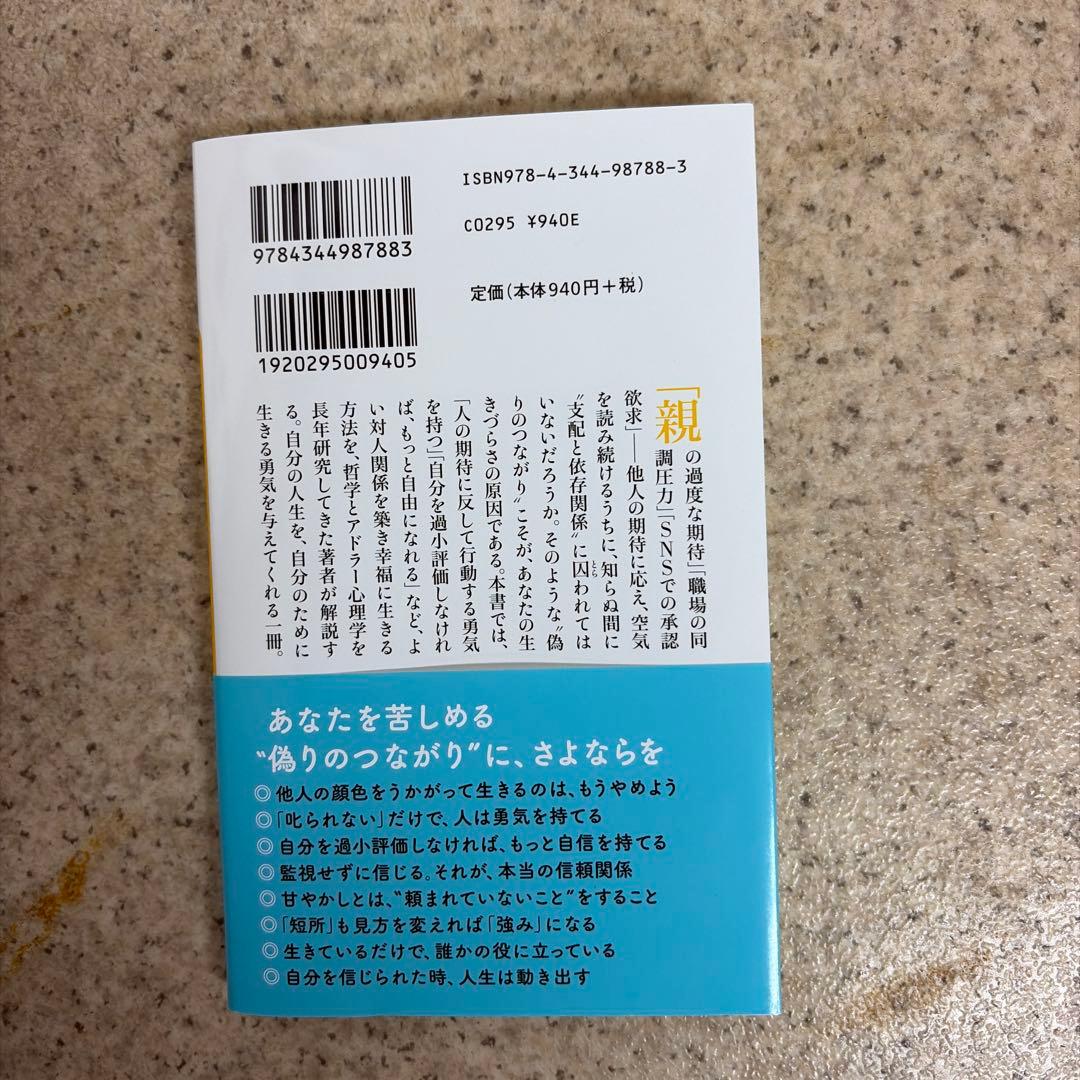 ISBN978-4-344-98788-3
C0295 ¥940E
9784344987883
定価(本体940円+税)
1920295009405
「親の過度な期待」「職場の同
調圧力」「SNSでの承認
欲求」──他人の期待に応え、空気
を読み続けるうちに、知らぬ間に
"支配と依存関係"に囚われては
とら
いないだろうか。そのような"偽
りのつながり"こそが、あなたの生
きづらさの原因である。本書では、
「人の期待に反して行動する勇気
を持つ」「自分を過小評価しなけれ
ば、もっと自由になれる」など、よ
い対人関係を築き幸福に生きる
方法を、哲学とアドラー心理学を
長年研究してきた著者が解説す
る。自分の人生を、自分のために
生きる勇気を与えてくれる一冊。
あなたを苦しめる
"偽りのつながり"に、さよならを
◎他人の顔色をうかがって生きるのは、もうやめよう
◎「叱られない」だけで、人は勇気を持てる
◎自分を過小評価しなければ、もっと自信を持てる
◎監視せずに信じる。それが、本当の信頼関係
◎甘やかしとは、"頼まれていないこと"をすること
◎「短所」も見方を変えれば「強み」になる
◎生きているだけで、誰かの役に立っている
◎自分を信じられた時、人生は動き出す